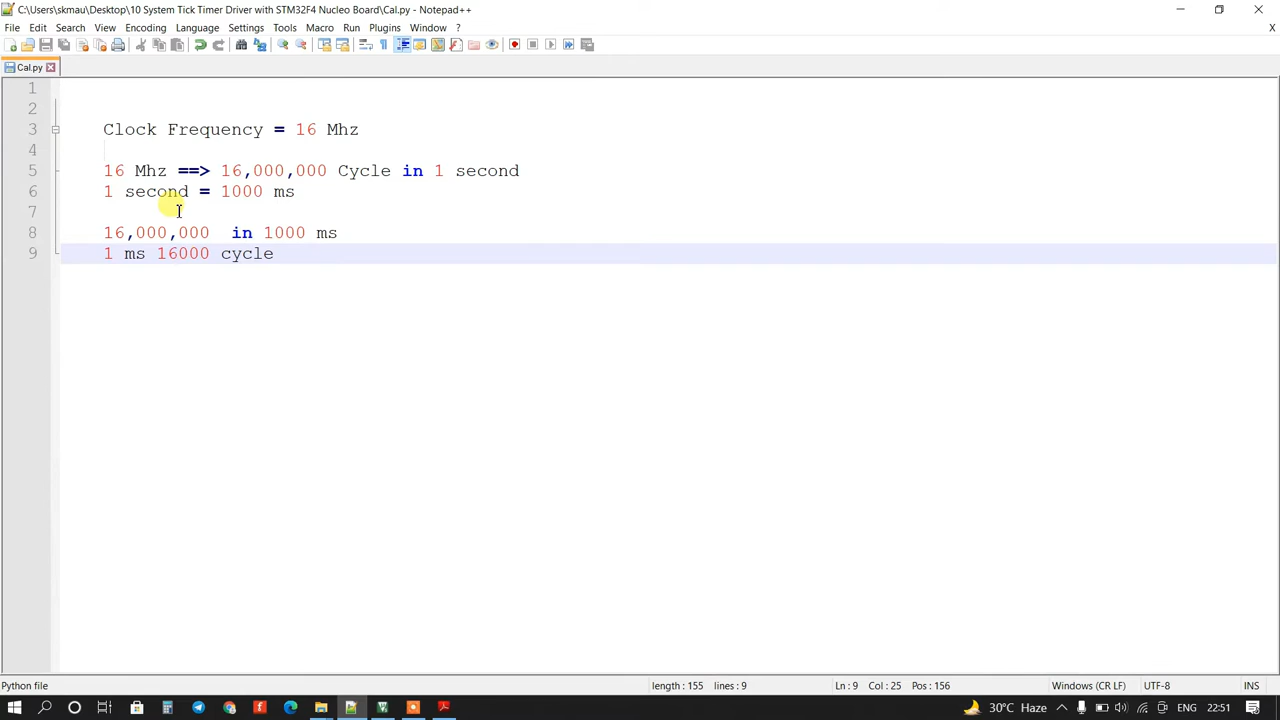 C:\Users\skmau\Desktop\10 System Tick Timer Driver with STM32F4 Nucleo Board\Cal.py - Notepad++
File Edit Search View Encoding Language Settings Tools Macro Run Plugins Window ?
X
Cal.py
1
2
3 Clock Frequency = 16 Mhz
4
5 16 Mhz ==> 16,000,000 Cycle in 1 second
6 1 second = 1000 ms
7
8 16,000,000 in 1000 ms
9 1 ms 16000 cycle
Python file length : 155 lines : 9 Ln : 9 Col : 25 Pos : 156 Windows (CR LF) UTF-8 INS
30°C Haze ENG 22:51